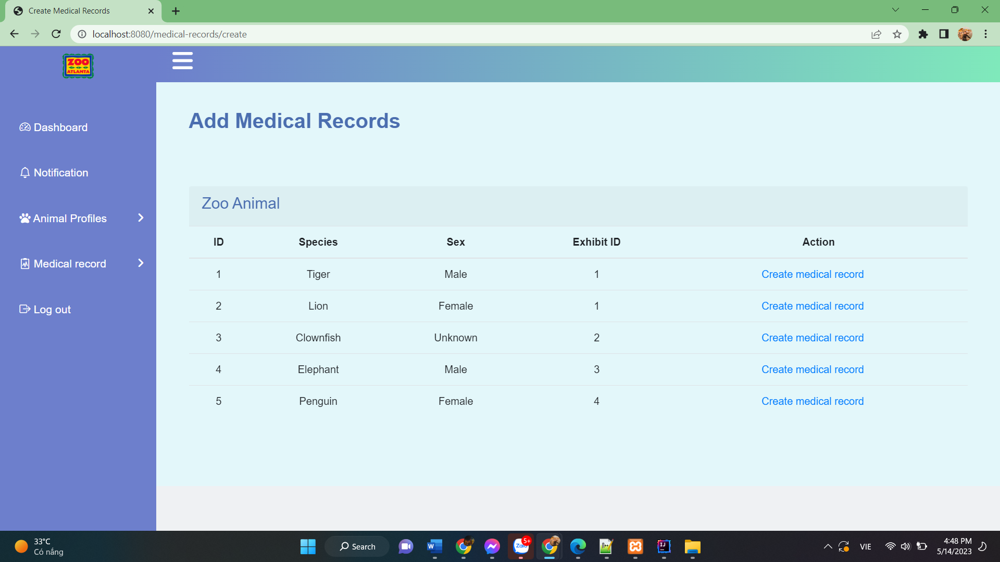 Create Medical Records
localhost:8080/medical-records/create
ZOO
ATLANTA
Dashboard
Notification
Animal Profiles
Medical record
Log out
Add Medical Records
Zoo Animal
ID Species Sex Exhibit ID Action
1 Tiger Male 1 Create medical record
2 Lion Female 1 Create medical record
3 Clownfish Unknown 2 Create medical record
4 Elephant Male 3 Create medical record
5 Penguin Female 4 Create medical record
33°C
Có nắng
Search
W
Zalo
5+
IJ
VIE
4:48 PM
5/14/2023